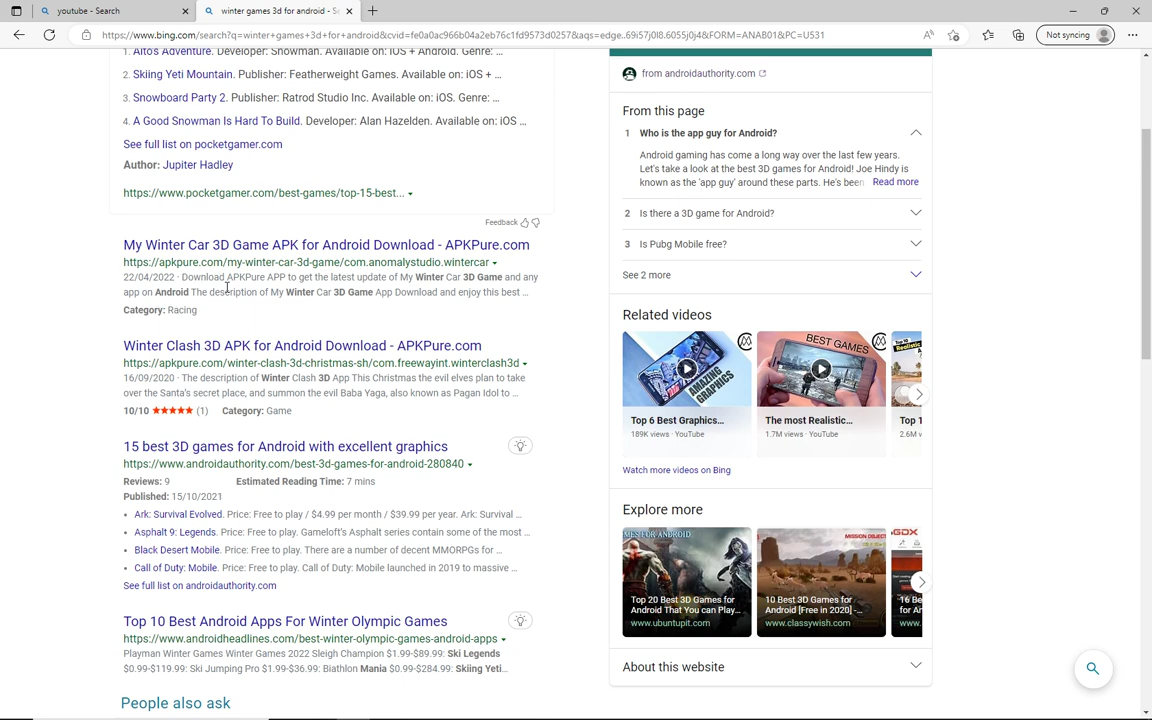 youtube - Search
winter games 3d for android - Se
https://www.bing.com/search?q=winter+games+3d+for+android&cvid=fe0a0ac966b04a2eb76c1fd9573d0257&aqs=edge..69i57j0l8.6055j0j4&FORM=ANAB01&PC=U531
Not syncing
1. Alto's Adventure. Developer: Snowman. Available on: iOS + Android. Genre: ...
2. Skiing Yeti Mountain. Publisher: Featherweight Games. Available on: iOS + ...
3. Snowboard Party 2. Publisher: Ratrod Studio Inc. Available on: iOS. Genre: ...
4. A Good Snowman Is Hard To Build. Developer: Alan Hazelden. Available on: iOS ...
See full list on pocketgamer.com
Author: Jupiter Hadley
https://www.pocketgamer.com/best-games/top-15-best...
Feedback
My Winter Car 3D Game APK for Android Download - APKPure.com
https://apkpure.com/my-winter-car-3d-game/com.anomalystudio.wintercar
22/04/2022 · Download APKPure APP to get the latest update of My Winter Car 3D Game and any
app on Android The description of My Winter Car 3D Game App Download and enjoy this best ...
Category: Racing
Winter Clash 3D APK for Android Download - APKPure.com
https://apkpure.com/winter-clash-3d-christmas-sh/com.freewayint.winterclash3d
16/09/2020 · The description of Winter Clash 3D App This Christmas the evil elves plan to take
over the Santa's secret place, and summon the evil Baba Yaga, also known as Pagan Idol to ...
10/10 ★★★★★ (1) Category: Game
15 best 3D games for Android with excellent graphics
https://www.androidauthority.com/best-3d-games-for-android-280840
Reviews: 9 Estimated Reading Time: 7 mins
Published: 15/10/2021
• Ark: Survival Evolved. Price: Free to play / $4.99 per month / $39.99 per year. Ark: Survival ...
• Asphalt 9: Legends. Price: Free to play. Gameloft's Asphalt series contain some of the most ...
• Black Desert Mobile. Price: Free to play. There are a number of decent MMORPGs for ...
• Call of Duty: Mobile. Price: Free to play. Call of Duty: Mobile launched in 2019 to massive ...
See full list on androidauthority.com
Top 10 Best Android Apps For Winter Olympic Games
https://www.androidheadlines.com/best-winter-olympic-games-android-apps
Playman Winter Games Winter Games 2022 Sleigh Champion $1.99-$89.99: Ski Legends
$0.99-$119.99: Ski Jumping Pro $1.99-$36.99: Biathlon Mania $0.99-$284.99: Skiing Yeti...
People also ask
from androidauthority.com
From this page
1 Who is the app guy for Android?
Android gaming has come a long way over the last few years.
Let's take a look at the best 3D games for Android! Joe Hindy is
known as the 'app guy' around these parts. He's been Read more
2 Is there a 3D game for Android?
3 Is Pubg Mobile free?
See 2 more
Related videos
AMAZING
GRAPHICS
BEST GAMES
Top 6 Best Graphics...
189K views · YouTube
The most Realistic...
1.7M views · YouTube
Top 1
2.6M v
Watch more videos on Bing
Explore more
MES FOR ANDROID
Top 20 Best 3D Games for
Android That You can Play...
www.ubuntupit.com
MISSION OBJECT
10 Best 3D Games for
Android [Free in 2020] -...
www.classywish.com
GDX
16 Be
for An
www.
About this website